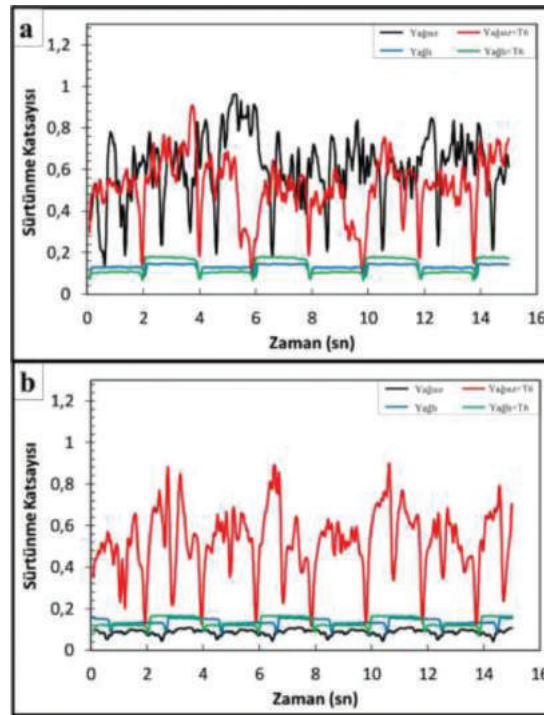 a
Yağsız Yağsız+T6
Yağlı Yağlı+T6
Sürtünme Katsayısı
1,2
1
0,8
0,6
0,4
0,2
0
0 2 4 6 8 10 12 14 16
Zaman (sn)
b
Yağsız Yağsız+T6
Yağlı Yağlı+T6
Sürtünme Katsayısı
1,2
1
0,8
0,6
0,4
0,2
0
0 2 4 6 8 10 12 14 16
Zaman (sn)